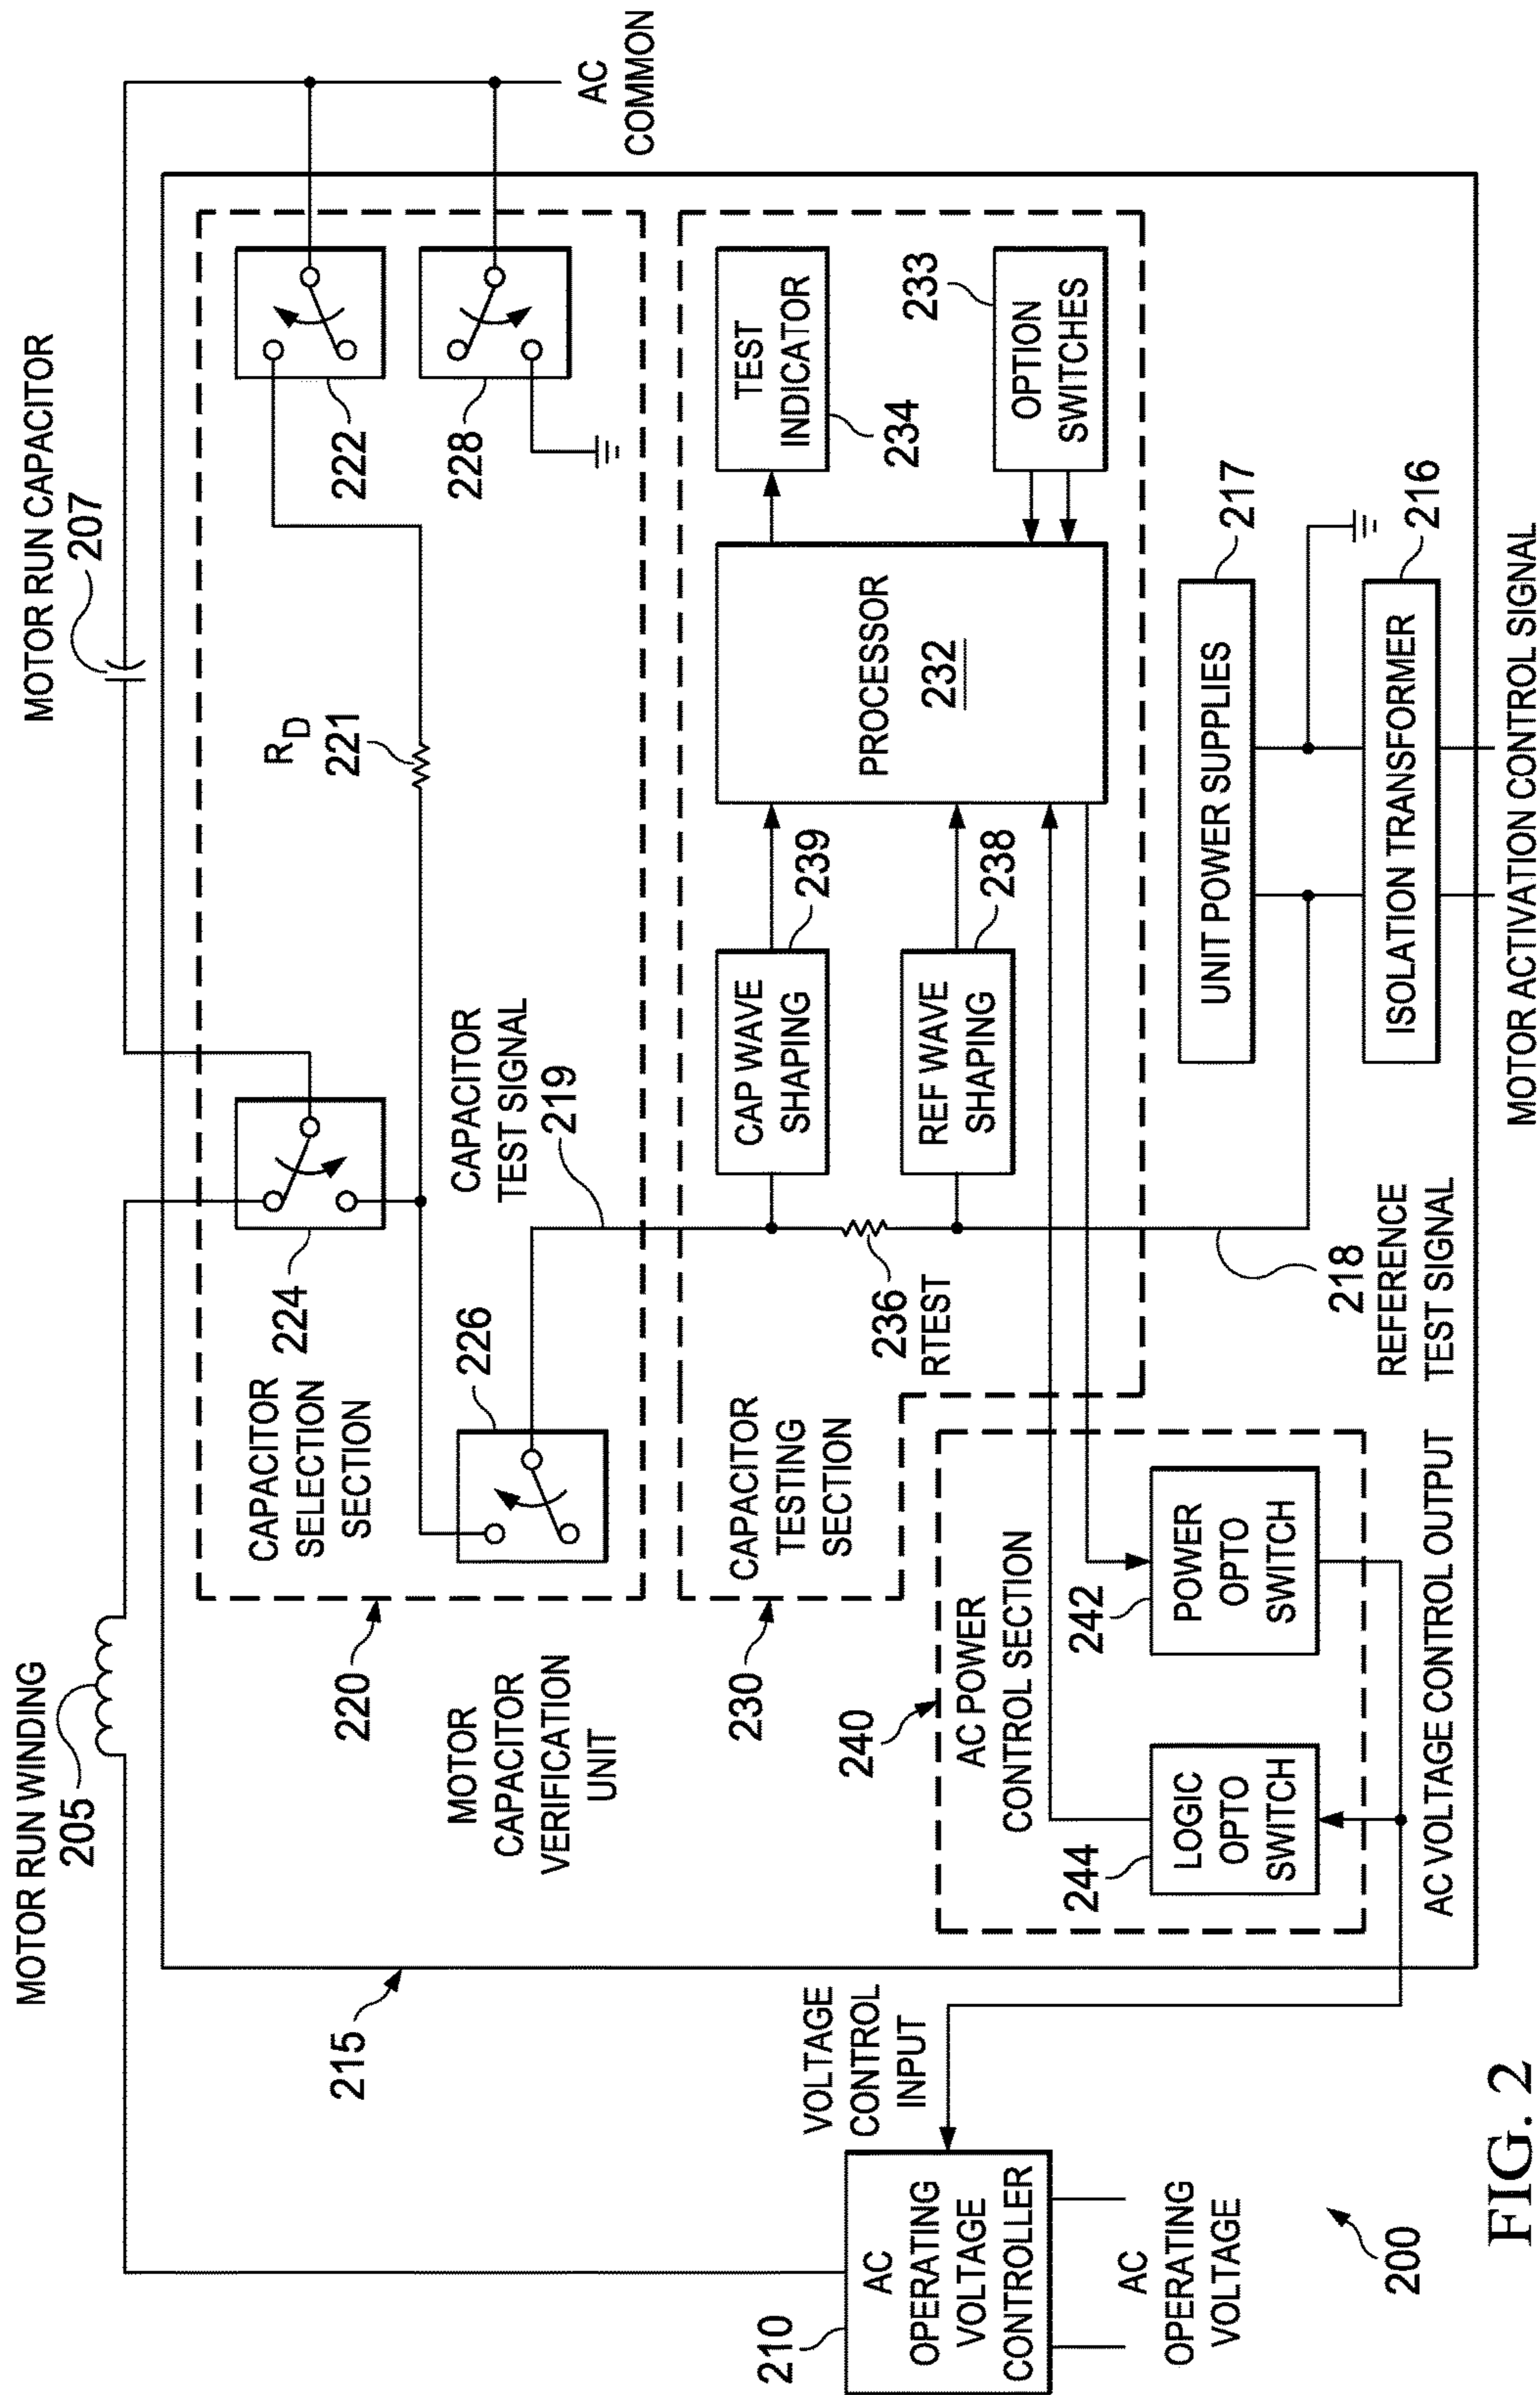 MOTOR RUN WINDING
205
MOTOR RUN CAPACITOR
207
215
220
CAPACITOR
SELECTION
SECTION
224
226
RD
221
222
228
AC
COMMON
MOTOR
CAPACITOR
VERIFICATION
UNIT
CAPACITOR
TEST SIGNAL
219
230
CAPACITOR
TESTING
SECTION
CAP WAVE
SHAPING
239
REF WAVE
SHAPING
238
236
RTEST
PROCESSOR
232
TEST
INDICATOR
234
OPTION
SWITCHES
233
240
AC POWER
CONTROL SECTION
244
LOGIC
OPTO
SWITCH
242
POWER
OPTO
SWITCH
AC VOLTAGE CONTROL OUTPUT
218
REFERENCE
TEST SIGNAL
UNIT POWER SUPPLIES
217
ISOLATION TRANSFORMER
216
MOTOR ACTIVATION CONTROL SIGNAL
VOLTAGE
CONTROL
INPUT
210
AC
OPERATING
VOLTAGE
CONTROLLER
AC
OPERATING
VOLTAGE
200
FIG. 2